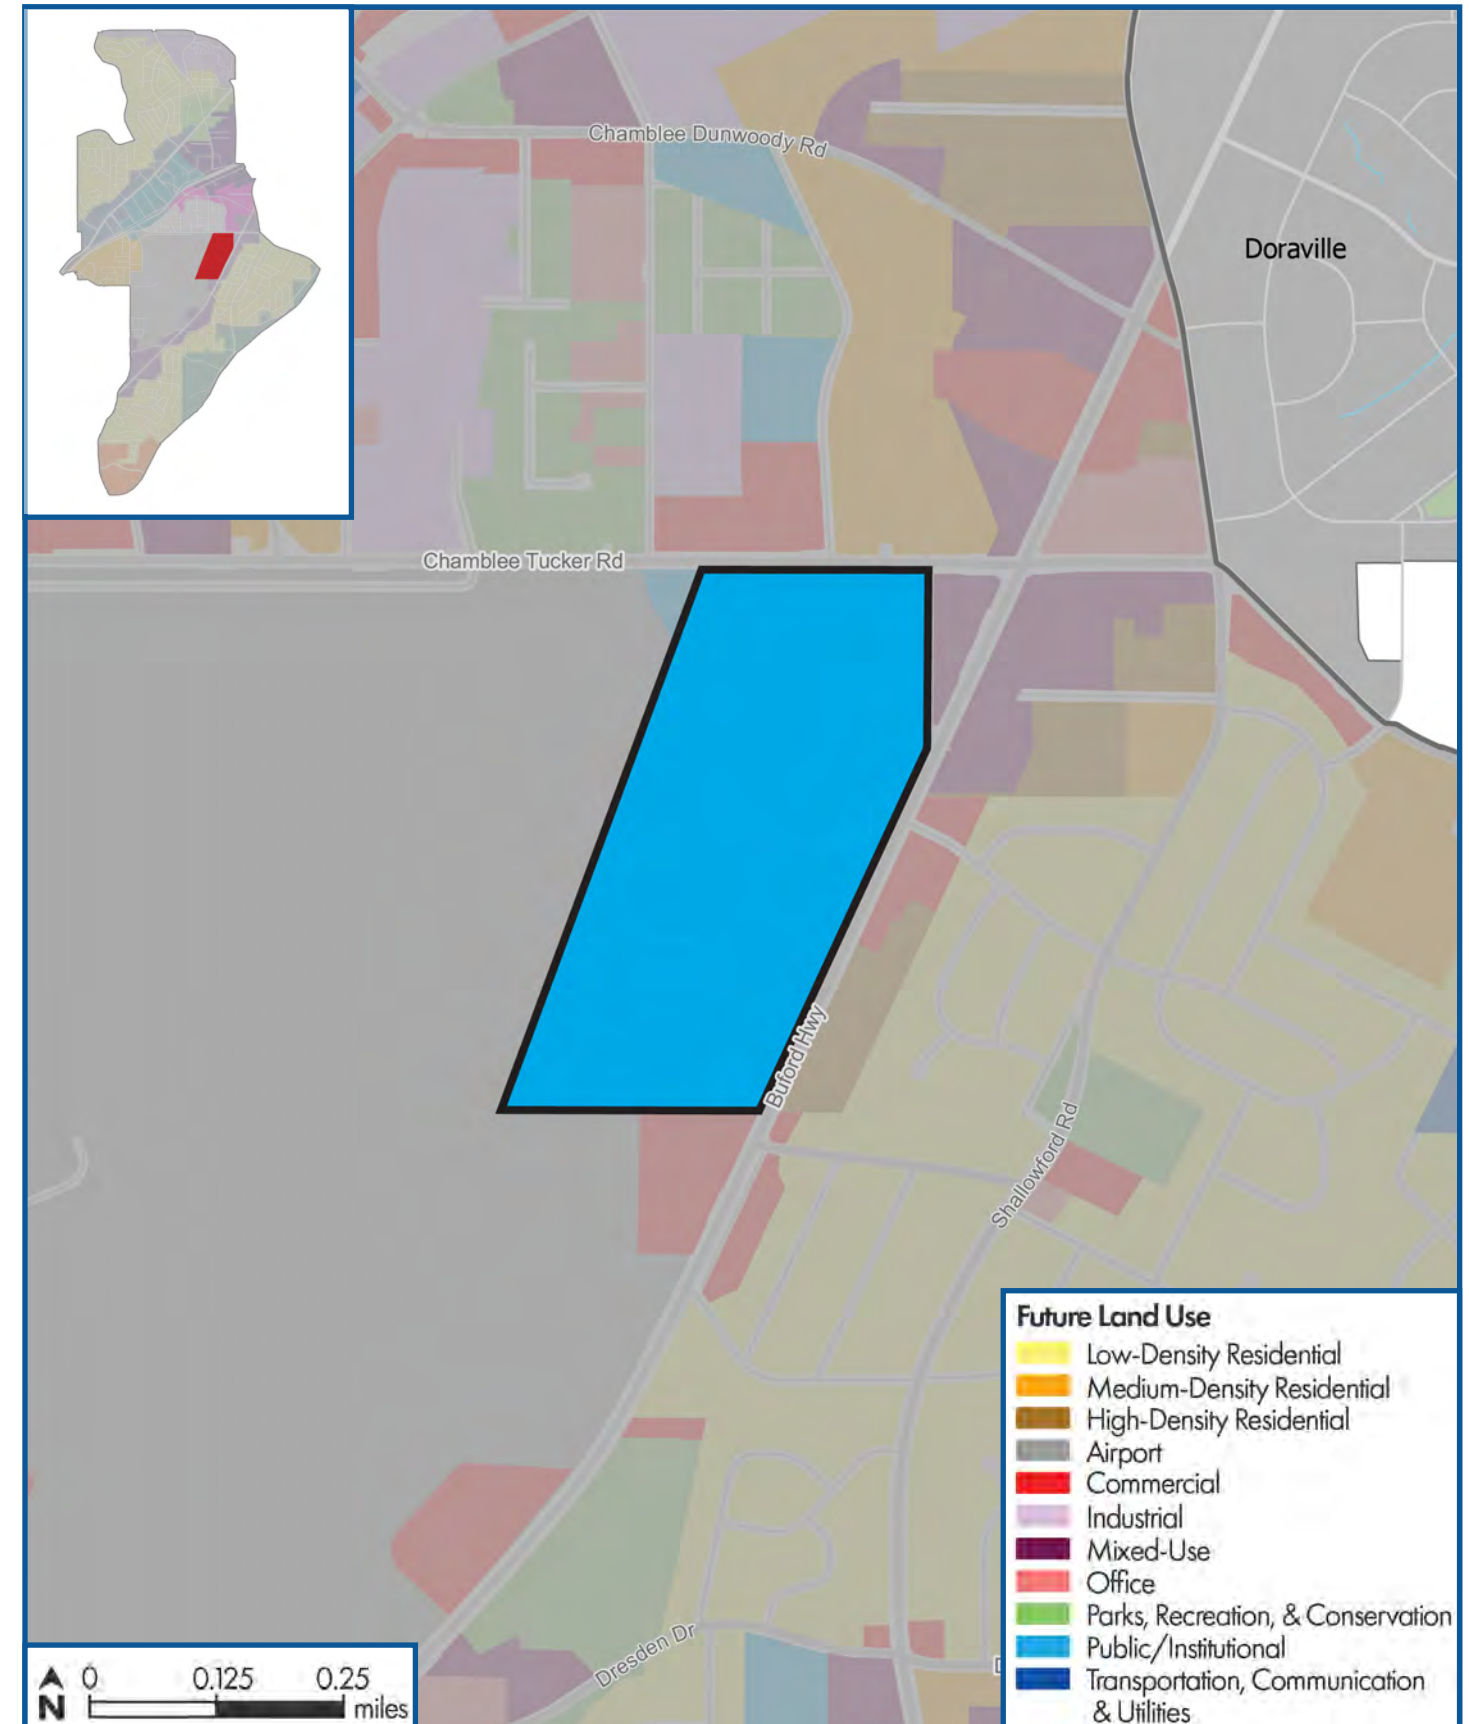 Chamblee Dunwoody Rd
Doraville
Chamblee Tucker Rd
Buford Hwy
Shallowford Rd
Dresden Dr
D
Future Land Use
Low-Density Residential
Medium-Density Residential
High-Density Residential
Airport
Commercial
Industrial
Mixed-Use
Office
Parks, Recreation, & Conservation
Public/Institutional
Transportation, Communication
& Utilities
N
0 0.125 0.25
miles